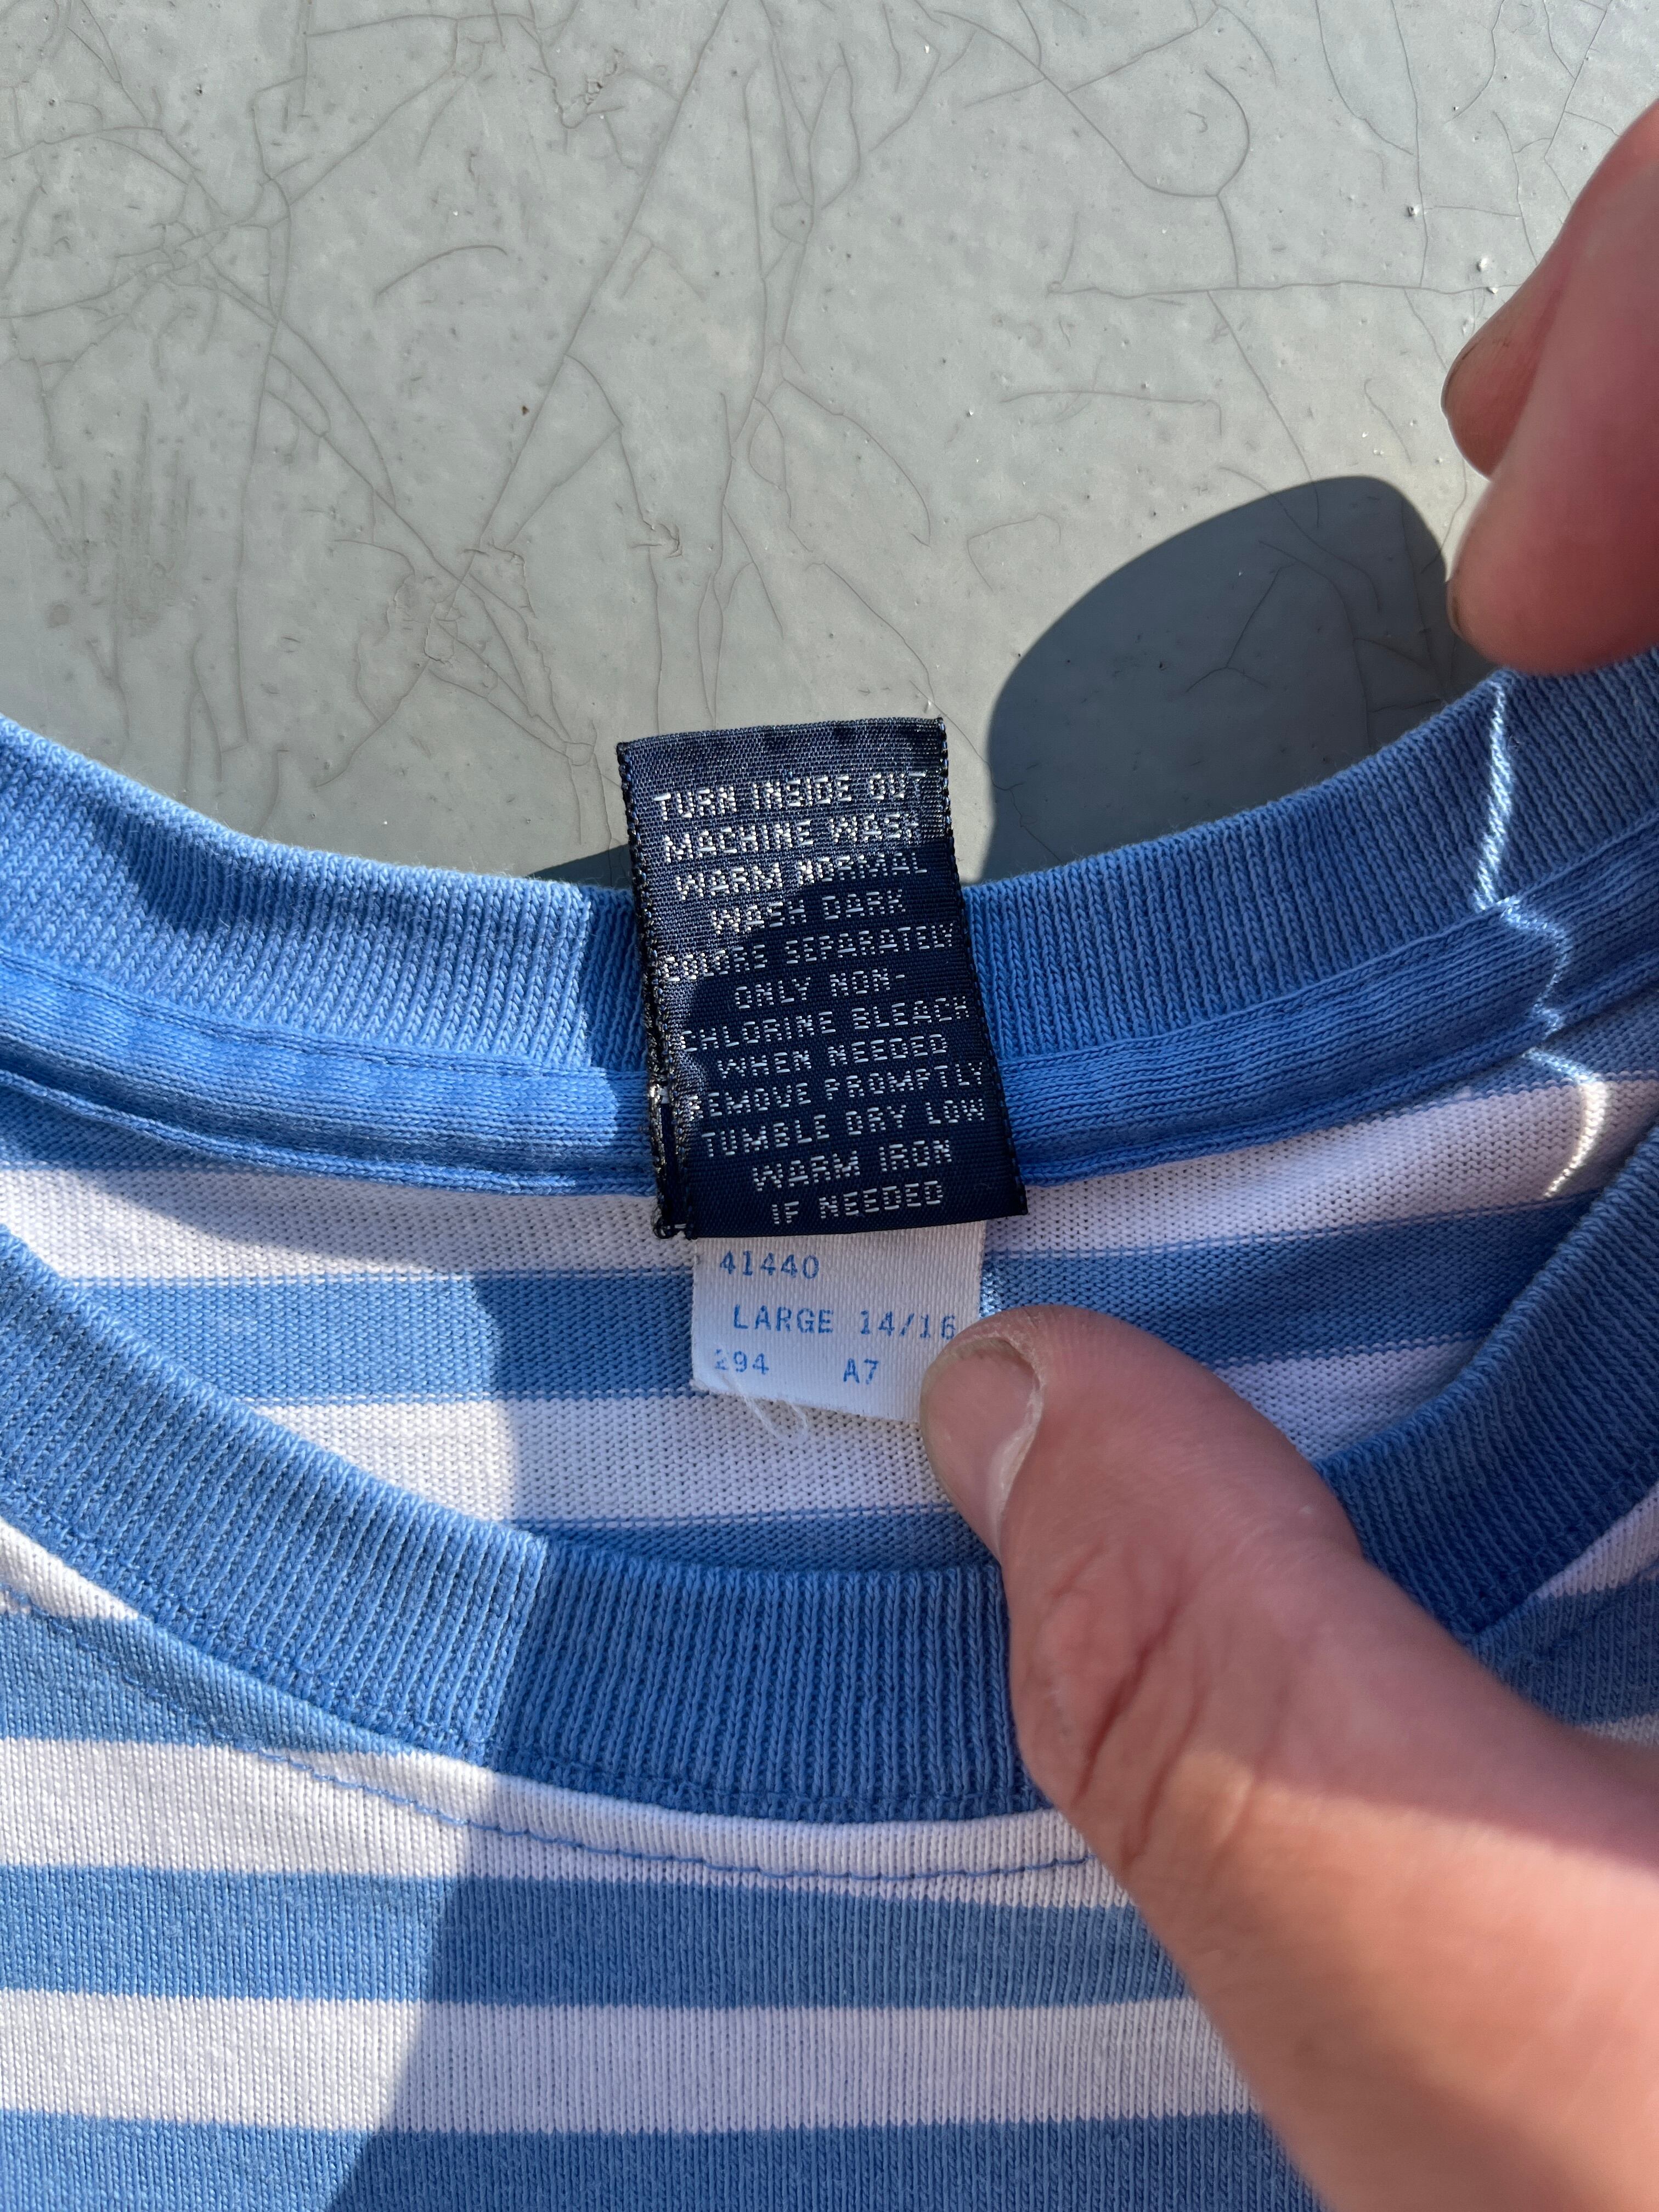 TURN INSIDE OUT
MACHINE WASH
WARM NORMAL
WASH DARK
COLORS SEPARATELY
ONLY NON-
CHLORINE BLEACH
WHEN NEEDED
REMOVE PROMPTLY
TUMBLE DRY LOW
WARM IRON
IF NEEDED
41440
LARGE 14/16
294 A7